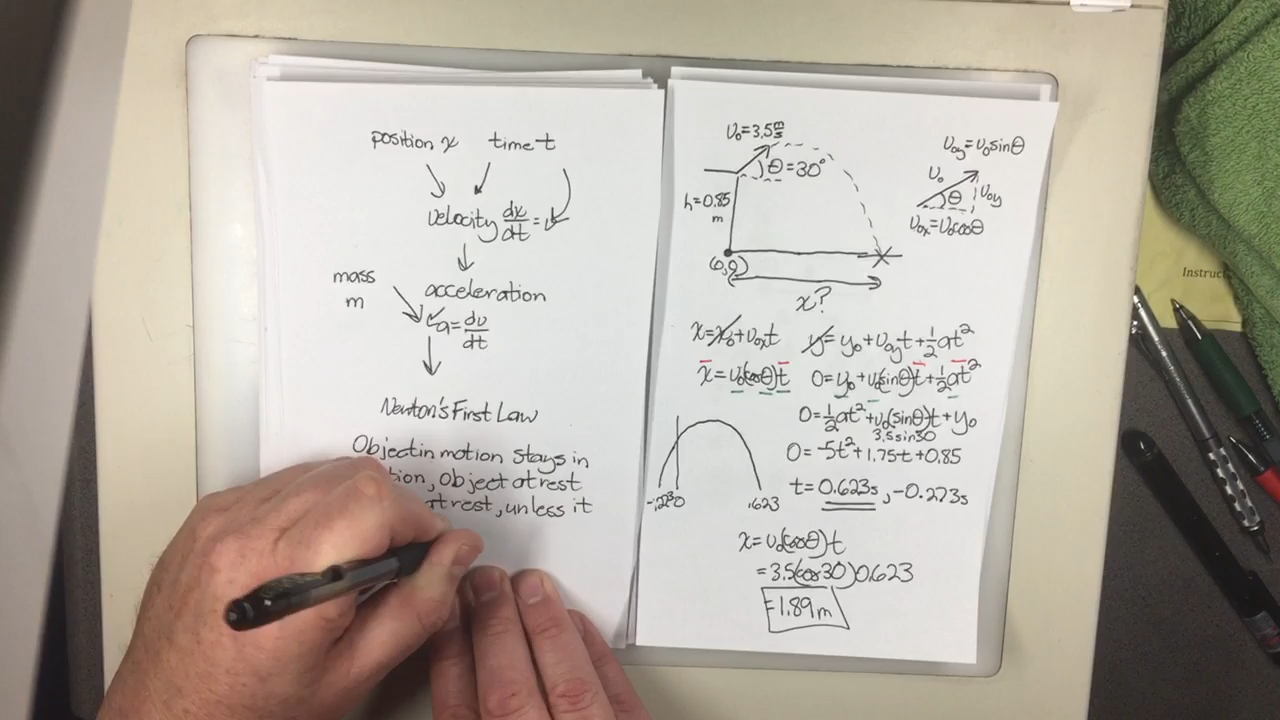 position x time t
velocity dx/dt = v
mass
m
acceleration
a = dv/dt
Newton's First Law
Object in motion stays in
, object at rest
at rest, unless it
v₀=3.5 m/s
θ=30°
h=0.85
m
(0,0)
x?
v₀y=v₀sinθ
v₀
θ
v₀y
v₀x=v₀cosθ
x=x₀+v₀xt y=y₀+v₀yt+½at²
x=v₀(cosθ)t 0=y₀+v₀(sinθ)t+½at²
0=½at²+v₀(sinθ)t+y₀
3.5sin30
0=-5t²+1.75t+0.85
t=0.623s,-0.273s
0 .623
x=v₀(cosθ)t
=3.5(cos30)0.623
=1.89m
Instruc